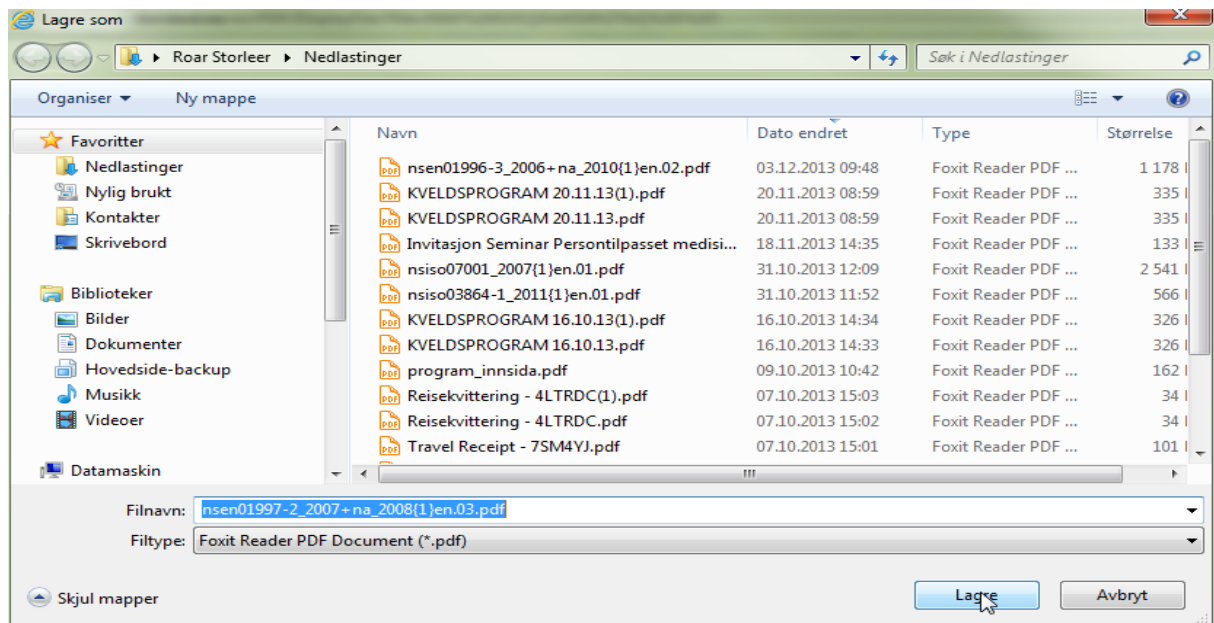 Lagre som
Roar Storleer ▸ Nedlastinger
Søk i Nedlastinger
Organiser
Ny mappe
Favoritter
Nedlastinger
Nylig brukt
Kontakter
Skrivebord
Biblioteker
Bilder
Dokumenter
Hovedside-backup
Musikk
Videoer
Datamaskin
Navn Dato endret Type Størrelse
nsen01996-3_2006+na_2010{1}en.02.pdf 03.12.2013 09:48 Foxit Reader PDF ... 1 178
KVELDSPROGRAM 20.11.13(1).pdf 20.11.2013 08:59 Foxit Reader PDF ... 335
KVELDSPROGRAM 20.11.13.pdf 20.11.2013 08:59 Foxit Reader PDF ... 335
Invitasjon Seminar Persontilpasset medisi... 18.11.2013 14:35 Foxit Reader PDF ... 133
nsiso07001_2007{1}en.01.pdf 31.10.2013 12:09 Foxit Reader PDF ... 2 541
nsiso03864-1_2011{1}en.01.pdf 31.10.2013 11:52 Foxit Reader PDF ... 566
KVELDSPROGRAM 16.10.13(1).pdf 16.10.2013 14:34 Foxit Reader PDF ... 326
KVELDSPROGRAM 16.10.13.pdf 16.10.2013 14:33 Foxit Reader PDF ... 326
program_innsida.pdf 09.10.2013 10:42 Foxit Reader PDF ... 162
Reisekvittering - 4LTRDC(1).pdf 07.10.2013 15:03 Foxit Reader PDF ... 34
Reisekvittering - 4LTRDC.pdf 07.10.2013 15:02 Foxit Reader PDF ... 34
Travel Receipt - 7SM4YJ.pdf 07.10.2013 15:01 Foxit Reader PDF ... 101
Filnavn: nsen01997-2_2007+na_2008{1}en.03.pdf
Filtype: Foxit Reader PDF Document (*.pdf)
Skjul mapper
Lagre
Avbryt